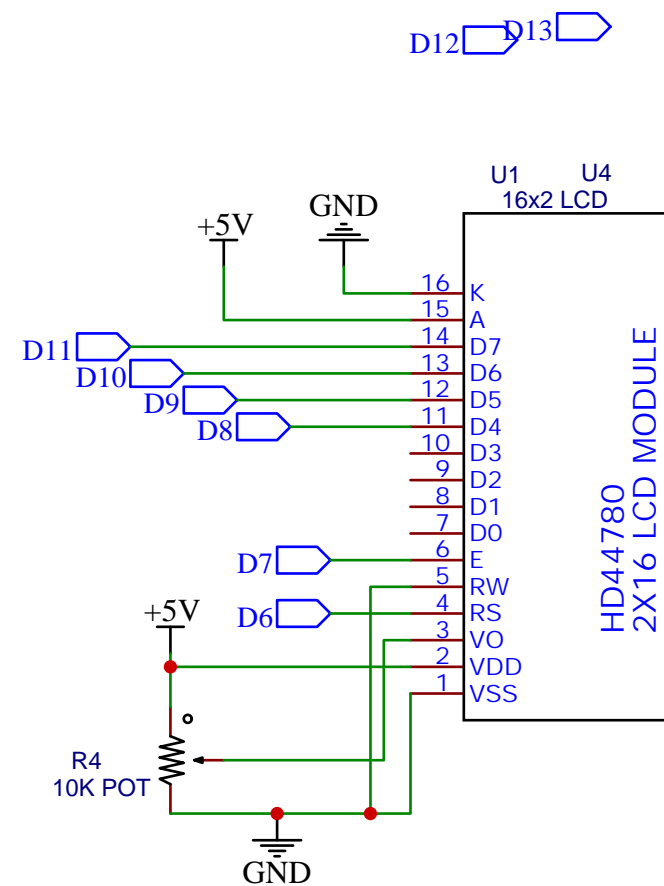 D12 D13
U1 U4
16x2 LCD
GND
+5V
16 K
15 A
D11 14 D7
D10 13 D6
D9 12 D5
D8 11 D4
10 D3
9 D2
8 D1
7 D0
D7 6 E
5 RW
+5V D6 4 RS
3 VO
2 VDD
1 VSS
HD44780
2X16 LCD MODULE
R4
10K POT
GND